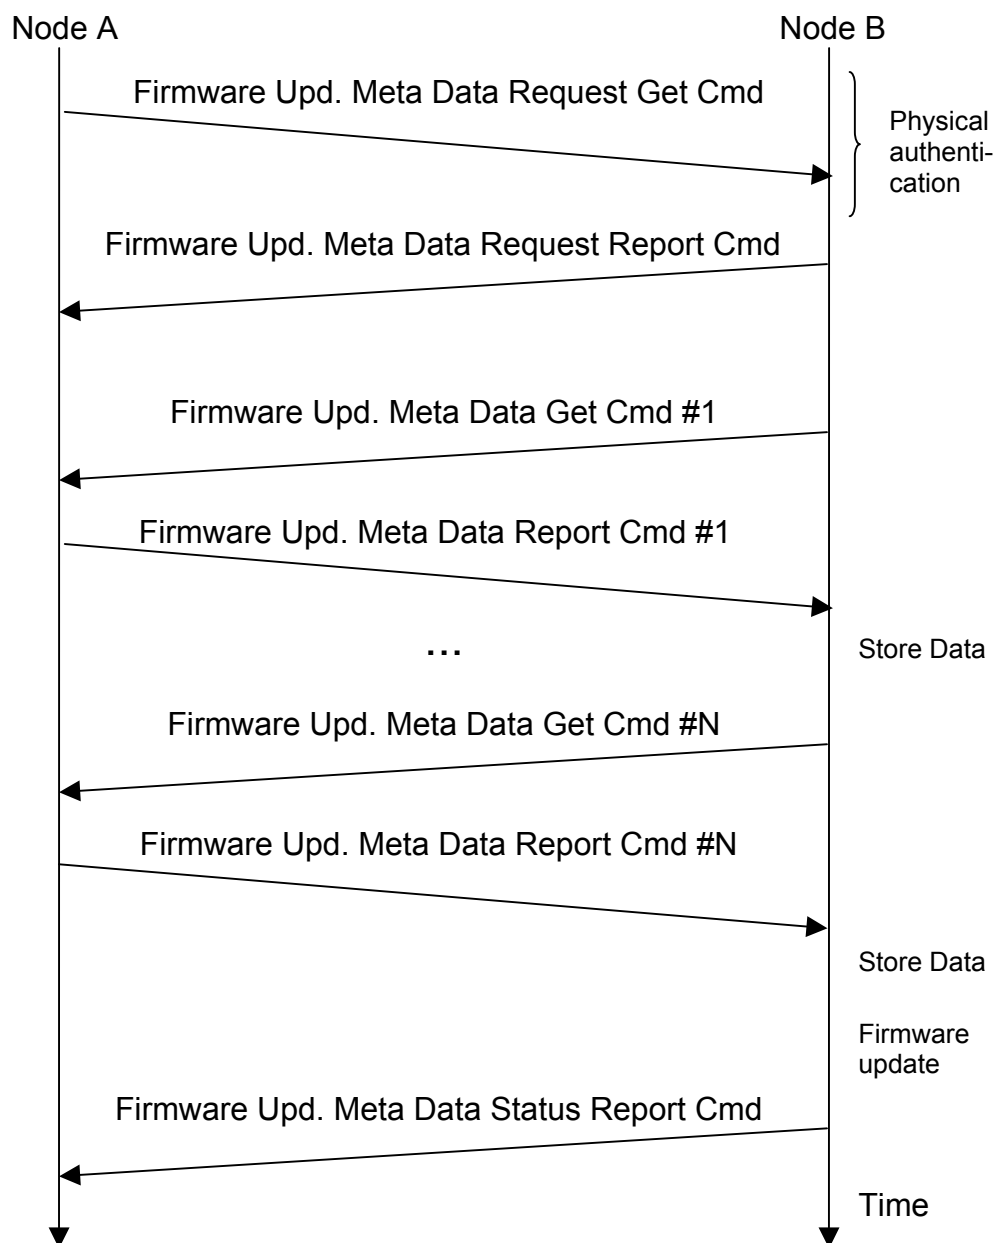 Node A
Node B
Firmware Upd. Meta Data Request Get Cmd
Physical
authenti-
cation
Firmware Upd. Meta Data Request Report Cmd
Firmware Upd. Meta Data Get Cmd #1
Firmware Upd. Meta Data Report Cmd #1
...
Store Data
Firmware Upd. Meta Data Get Cmd #N
Firmware Upd. Meta Data Report Cmd #N
Store Data
Firmware
update
Firmware Upd. Meta Data Status Report Cmd
Time